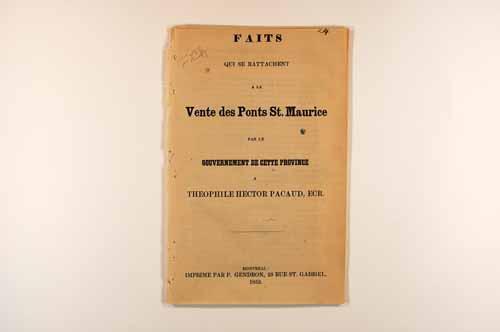 FAITS
QUI SE RATTACHENT
A LA
Vente des Ponts St. Maurice
PAR LE
GOUVERNEMENT DE CETTE PROVINCE
A
THEOPHILE HECTOR PACAUD, ECR.
MONTREAL:
IMPRIME PAR P. GENDRON, 29 RUE ST. GABRIEL,